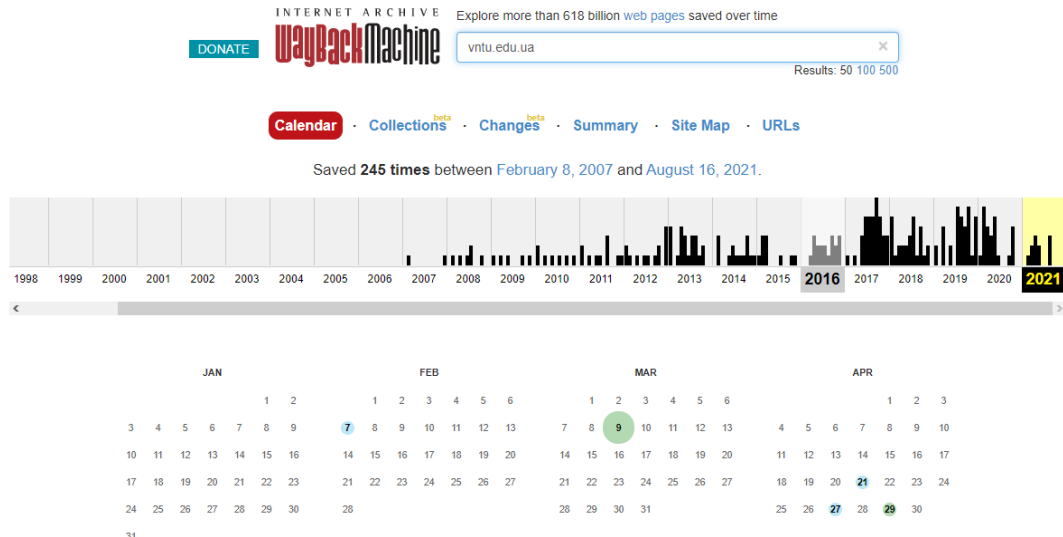 INTERNET ARCHIVE
WayBackMachine
DONATE
Explore more than 618 billion web pages saved over time
vntu.edu.ua ×
Results: 50 100 500
Calendar · Collections beta · Changes beta · Summary · Site Map · URLs
Saved 245 times between February 8, 2007 and August 16, 2021.
1998 1999 2000 2001 2002 2003 2004 2005 2006 2007 2008 2009 2010 2011 2012 2013 2014 2015 2016 2017 2018 2019 2020 2021
JAN
1 2
3 4 5 6 7 8 9
10 11 12 13 14 15 16
17 18 19 20 21 22 23
24 25 26 27 28 29 30
31
FEB
1 2 3 4 5 6
7 8 9 10 11 12 13
14 15 16 17 18 19 20
21 22 23 24 25 26 27
28
MAR
1 2 3 4 5 6
7 8 9 10 11 12 13
14 15 16 17 18 19 20
21 22 23 24 25 26 27
28 29 30 31
APR
1 2 3
4 5 6 7 8 9 10
11 12 13 14 15 16 17
18 19 20 21 22 23 24
25 26 27 28 29 30